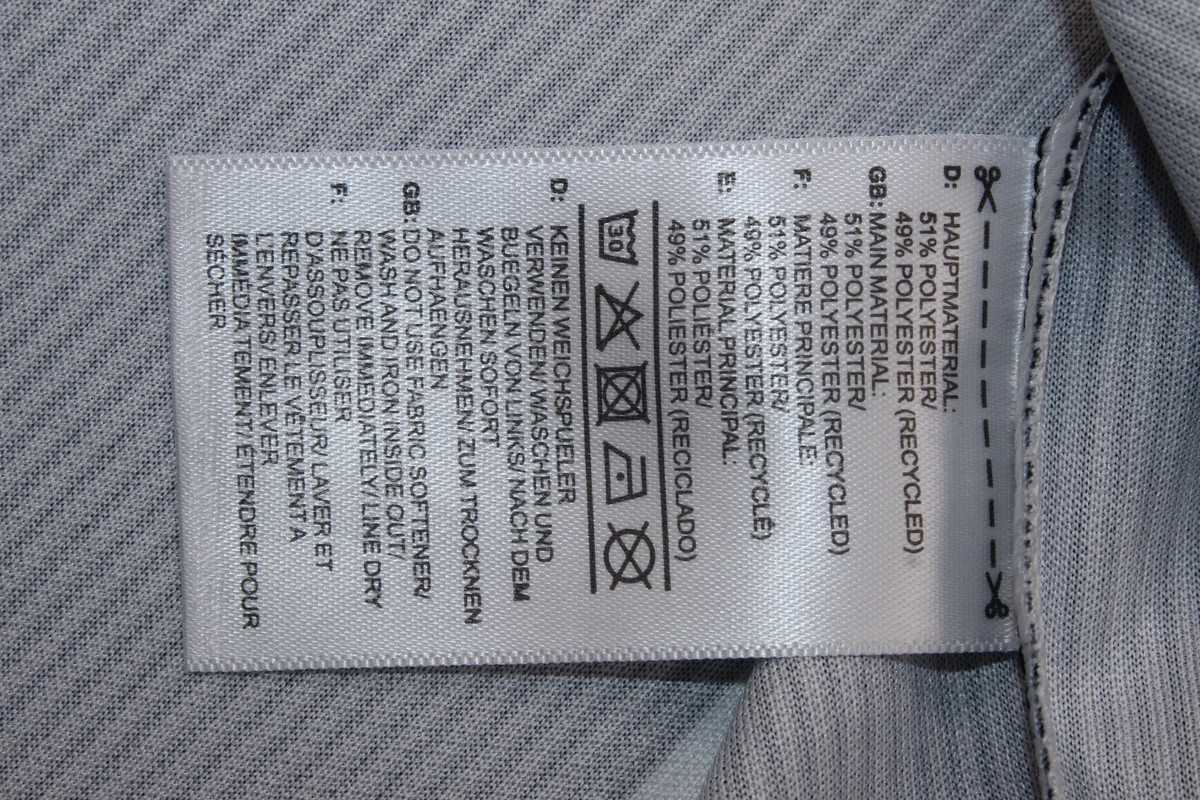 D: HAUPTMATERIAL:
51% POLYESTER/
49% POLYESTER (RECYCLED)
GB: MAIN MATERIAL:
51% POLYESTER/
49% POLYESTER (RECYCLED)
F: MATIERE PRINCIPALE:
51% POLYESTER/
49% POLYESTER (RECYCLÉ)
E: MATERIAL PRINCIPAL:
51% POLIESTER/
49% POLIESTER (RECICLADO)
30
D: KEINEN WEICHSPUELER
VERWENDEN/ WASCHEN UND
BUEGELN VON LINKS/ NACH DEM
WASCHEN SOFORT
HERAUSNEHMEN/ ZUM TROCKNEN
AUFHAENGEN
GB: DO NOT USE FABRIC SOFTENER/
WASH AND IRON INSIDE OUT/
REMOVE IMMEDIATELY/ LINE DRY
F: NE PAS UTILISER
D'ASSOUPLISSEUR/ LAVER ET
REPASSER LE VÊTEMENT A
L'ENVERS/ ENLEVER
IMMEDIATEMENT/ ÉTENDRE POUR
SÉCHER